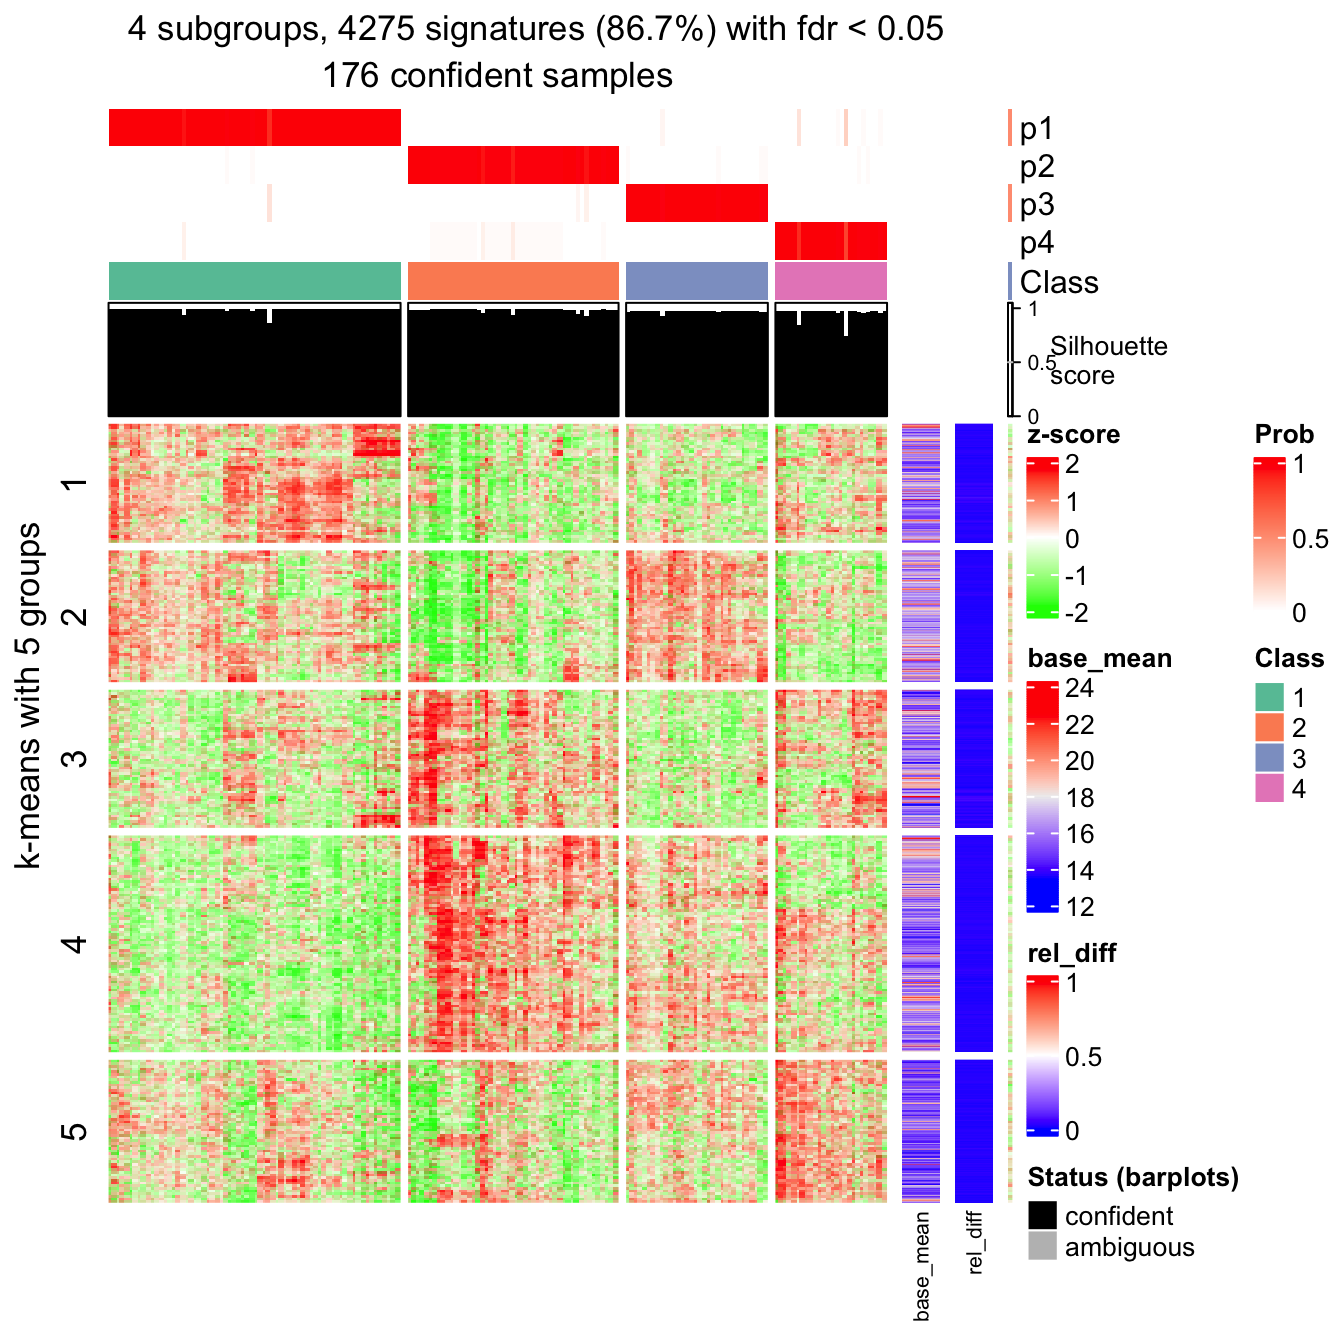 4 subgroups, 4275 signatures (86.7%) with fdr < 0.05
176 confident samples
p1
p2
p3
p4
Class
1
0.5
0
Silhouette
score
k-means with 5 groups
1
2
3
4
5
base_mean
rel_diff
z-score
2
1
0
-1
-2
base_mean
24
22
20
18
16
14
12
rel_diff
1
0.5
0
Status (barplots)
confident
ambiguous
Prob
1
0.5
0
Class
1
2
3
4